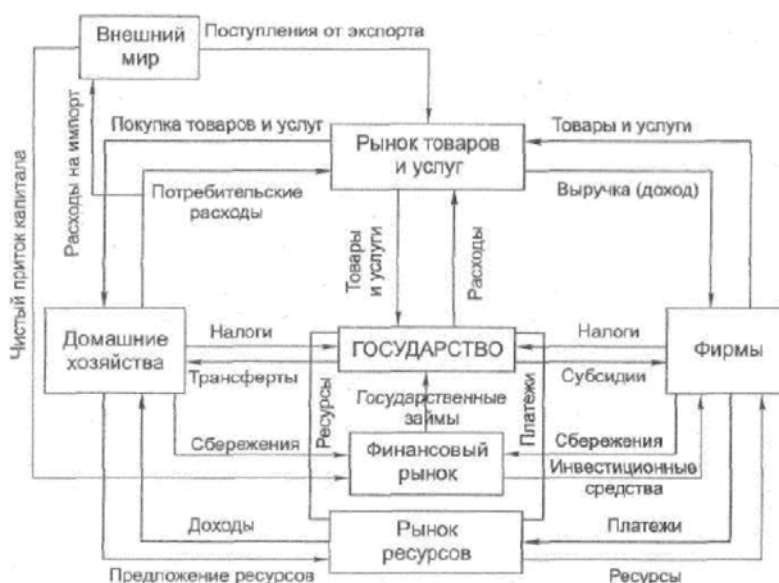 Внешний
мир
Поступления от экспорта
Расходы на импорт
Чистый приток капитала
Покупка товаров и услуг
Рынок товаров
и услуг
Товары и услуги
Потребительские
расходы
Выручка (доход)
Товары
и услуги
Расходы
Домашние
хозяйства
Налоги
ГОСУДАРСТВО
Налоги
Фирмы
Трансферты
Субсидии
Ресурсы
Государственные
займы
Платежи
Сбережения
Финансовый
рынок
Сбережения
Инвестиционные
средства
Доходы
Рынок
ресурсов
Платежи
Предложение ресурсов
Ресурсы